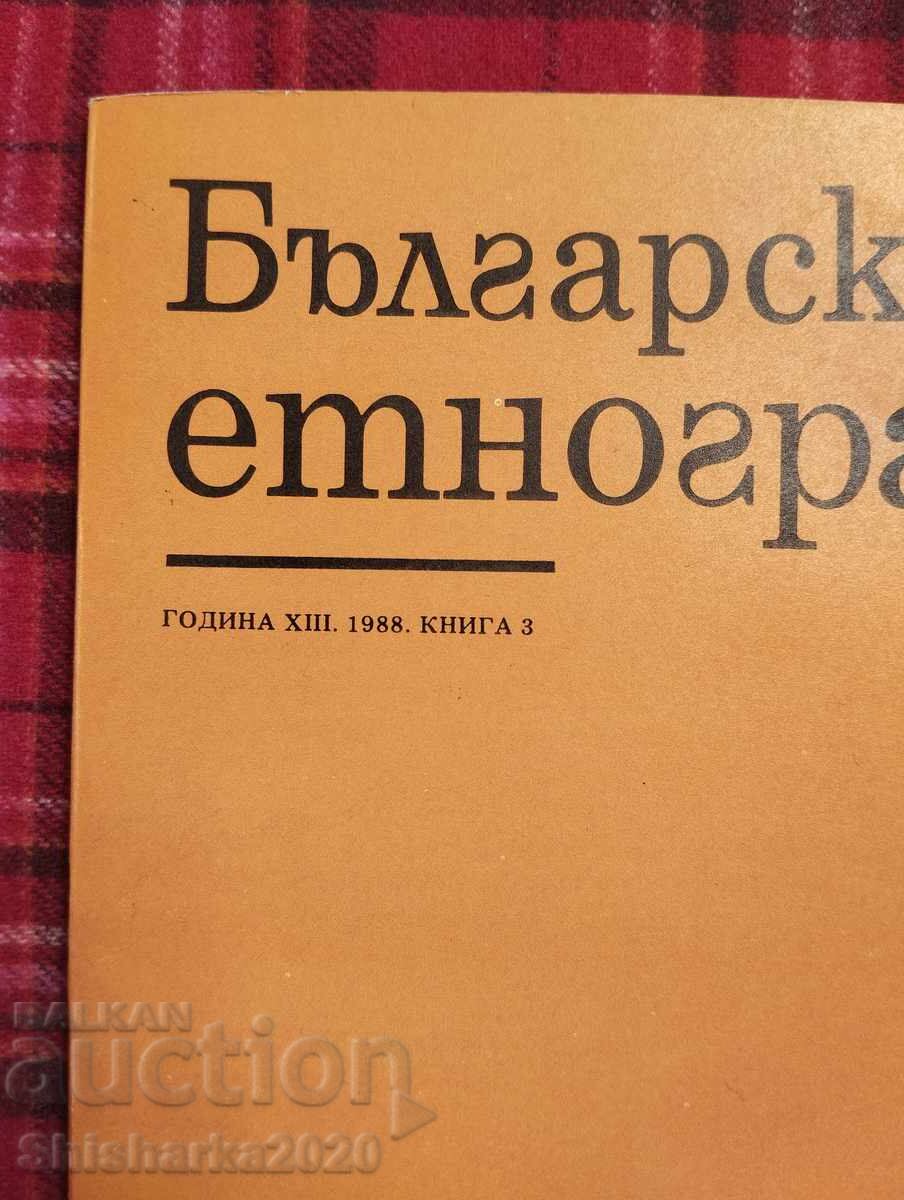 Българск
етногра
ГОДИНА XIII. 1988. КНИГА 3
BALKAN
auction
Shisharka2020